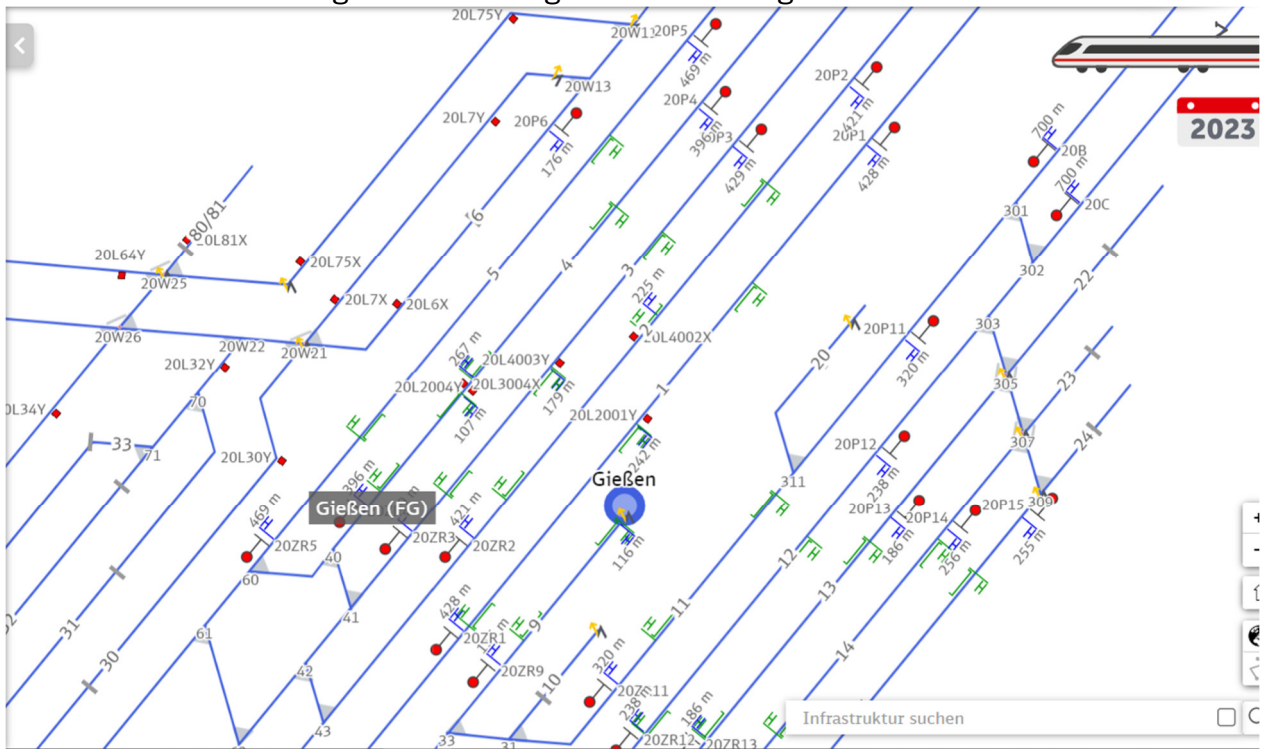 20L75Y
20W11
20P5
469 m
20P2
421 m
20W13
20P4
396 m
20L7Y
20P6
176 m
429 m
20P1
428 m
700 m
20B
700 m
20C
2023
80/81
20L81X
20L64Y
20W25
20L75X
20L7X
20L6X
6
5
4
3
225 m
2
301
302
22
20W26
20W22
20W21
20L32Y
267 m
20L4003Y
20L4002X
20P11
320 m
20
303
305
23
20L2004Y
20L3004X
179 m
107 m
20L2001Y
1
242 m
70
33
71
20L30Y
20P12
238 m
307
24
Gießen
311
396 m
Gießen (FG)
469 m
20ZR5
20ZR3
421 m
20ZR2
20P13
186 m
20P14
256 m
20P15
309
255 m
116 m
60
40
41
12
13
14
31
30
61
42
43
428 m
20ZR1
20ZR9
9
10
11
320 m
238 m
186 m
20ZR12
20ZR13
33
31
Infrastruktur suchen